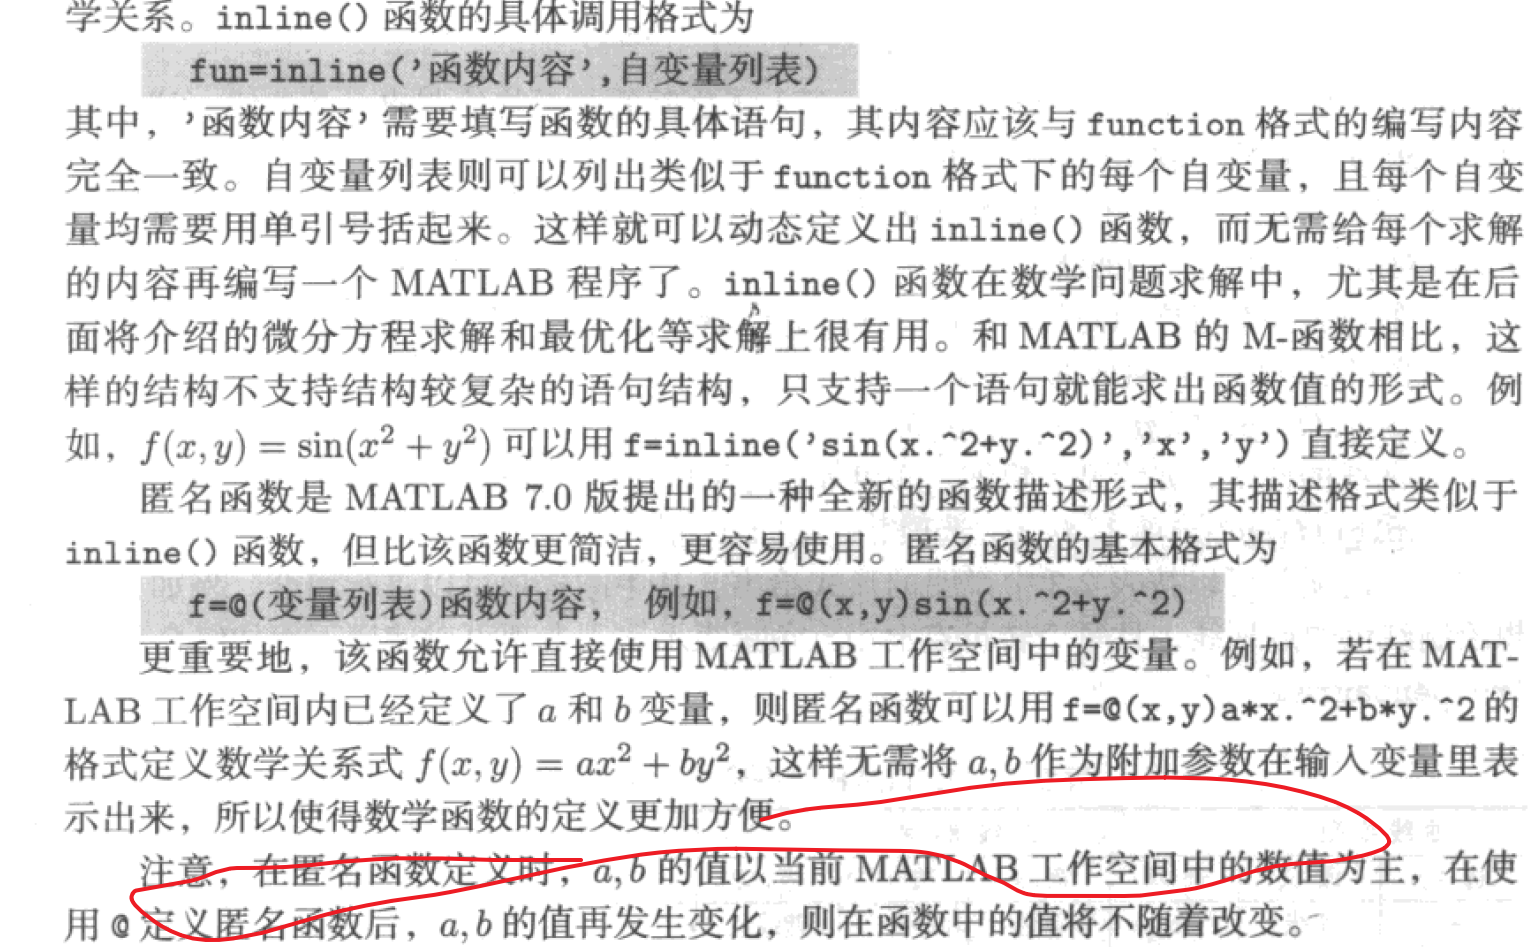 学关系。inline() 函数的具体调用格式为
fun=inline('函数内容',自变量列表)
其中，'函数内容' 需要填写函数的具体语句，其内容应该与 function 格式的编写内容
完全一致。自变量列表则可以列出类似于 function 格式下的每个自变量，且每个自变
量均需要用单引号括起来。这样就可以动态定义出 inline() 函数，而无需给每个求解
的内容再编写一个 MATLAB 程序了。inline() 函数在数学问题求解中，尤其是在后
面将介绍的微分方程求解和最优化等求解上很有用。和 MATLAB 的 M-函数相比，这
样的结构不支持结构较复杂的语句结构，只支持一个语句就能求出函数值的形式。例
如，f(x, y) = sin(x² + y²) 可以用 f=inline('sin(x.^2+y.^2)','x','y') 直接定义。
匿名函数是 MATLAB 7.0 版提出的一种全新的函数描述形式，其描述格式类似于
inline() 函数，但比该函数更简洁，更容易使用。匿名函数的基本格式为
f=@(变量列表)函数内容， 例如，f=@(x,y)sin(x.^2+y.^2)
更重要地，该函数允许直接使用 MATLAB 工作空间中的变量。例如，若在 MAT-
LAB 工作空间内已经定义了 a 和 b 变量，则匿名函数可以用 f=@(x,y)a*x.^2+b*y.^2 的
格式定义数学关系式 f(x, y) = ax² + by²，这样无需将 a, b 作为附加参数在输入变量里表
示出来，所以使得数学函数的定义更加方便。
注意，在匿名函数定义时，a, b 的值以当前 MATLAB 工作空间中的数值为主，在使
用 @ 定义匿名函数后，a, b 的值再发生变化，则在函数中的值将不随着改变。